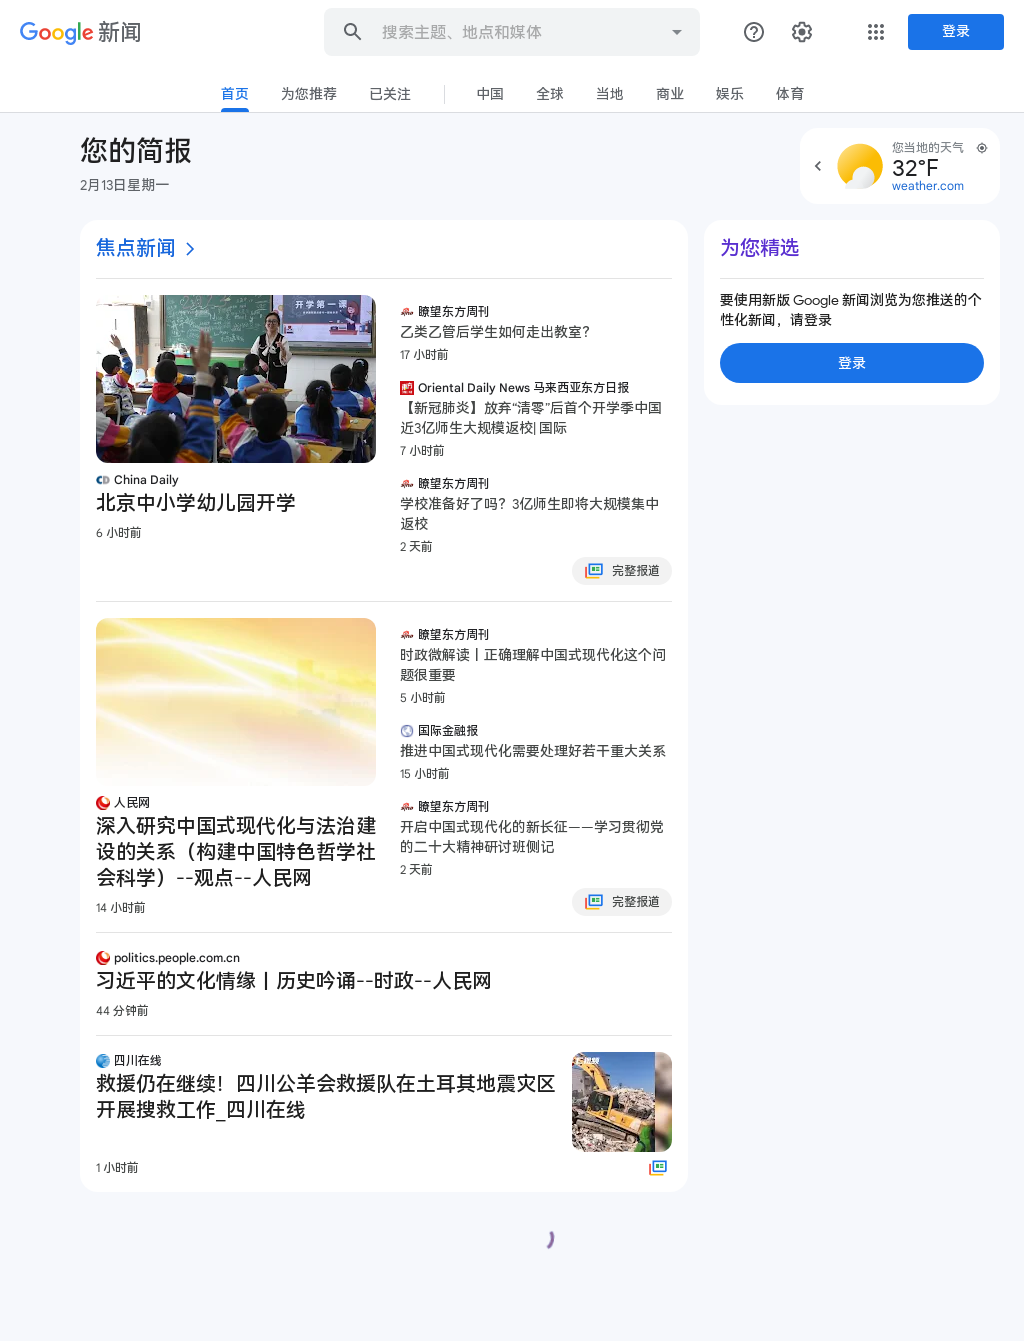 Google 新闻
搜索主题、地点和媒体
登录
首页
为您推荐
已关注
中国
全球
当地
商业
娱乐
体育
您的简报
2月13日星期一
您当地的天气
32°F
weather.com
焦点新闻
开学第一课
China Daily
北京中小学幼儿园开学
6 小时前
瞭望东方周刊
乙类乙管后学生如何走出教室？
17 小时前
Oriental Daily News 马来西亚东方日报
【新冠肺炎】放弃“清零”后首个开学季中国
近3亿师生大规模返校| 国际
7 小时前
瞭望东方周刊
学校准备好了吗？3亿师生即将大规模集中
返校
2 天前
完整报道
人民网
深入研究中国式现代化与法治建
设的关系（构建中国特色哲学社
会科学）--观点--人民网
14 小时前
瞭望东方周刊
时政微解读丨正确理解中国式现代化这个问
题很重要
5 小时前
国际金融报
推进中国式现代化需要处理好若干重大关系
15 小时前
瞭望东方周刊
开启中国式现代化的新长征——学习贯彻党
的二十大精神研讨班侧记
2 天前
完整报道
politics.people.com.cn
习近平的文化情缘丨历史吟诵--时政--人民网
44 分钟前
四川在线
救援仍在继续！四川公羊会救援队在土耳其地震灾区
开展搜救工作_四川在线
1 小时前
为您精选
要使用新版 Google 新闻浏览为您推送的个
性化新闻，请登录
登录